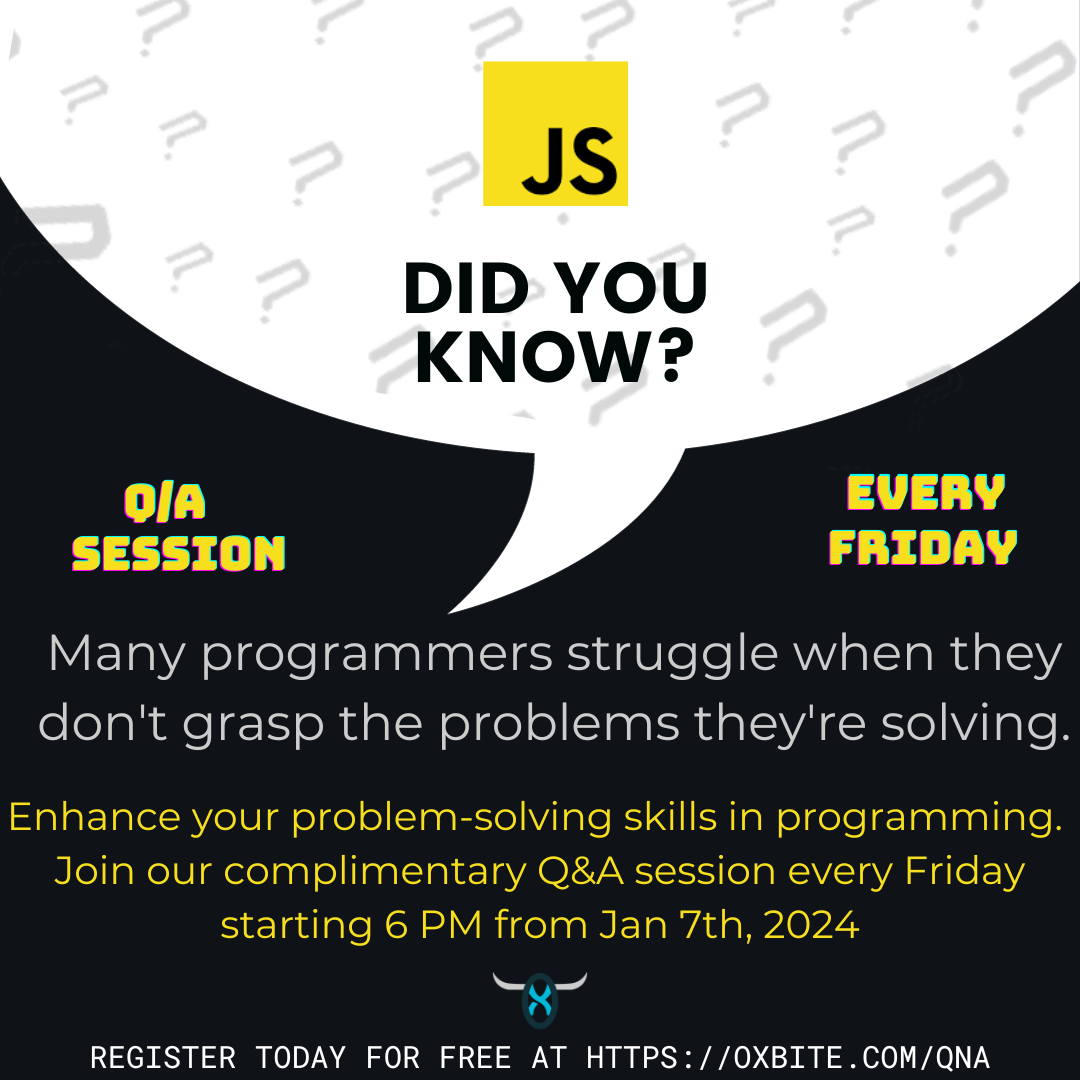 JS
DID YOU
KNOW?
Q/A
SESSION
EVERY
FRIDAY
Many programmers struggle when they
don't grasp the problems they're solving.
Enhance your problem-solving skills in programming.
Join our complimentary Q&A session every Friday
starting 6 PM from Jan 7th, 2024
REGISTER TODAY FOR FREE AT HTTPS://OXBITE.COM/QNA